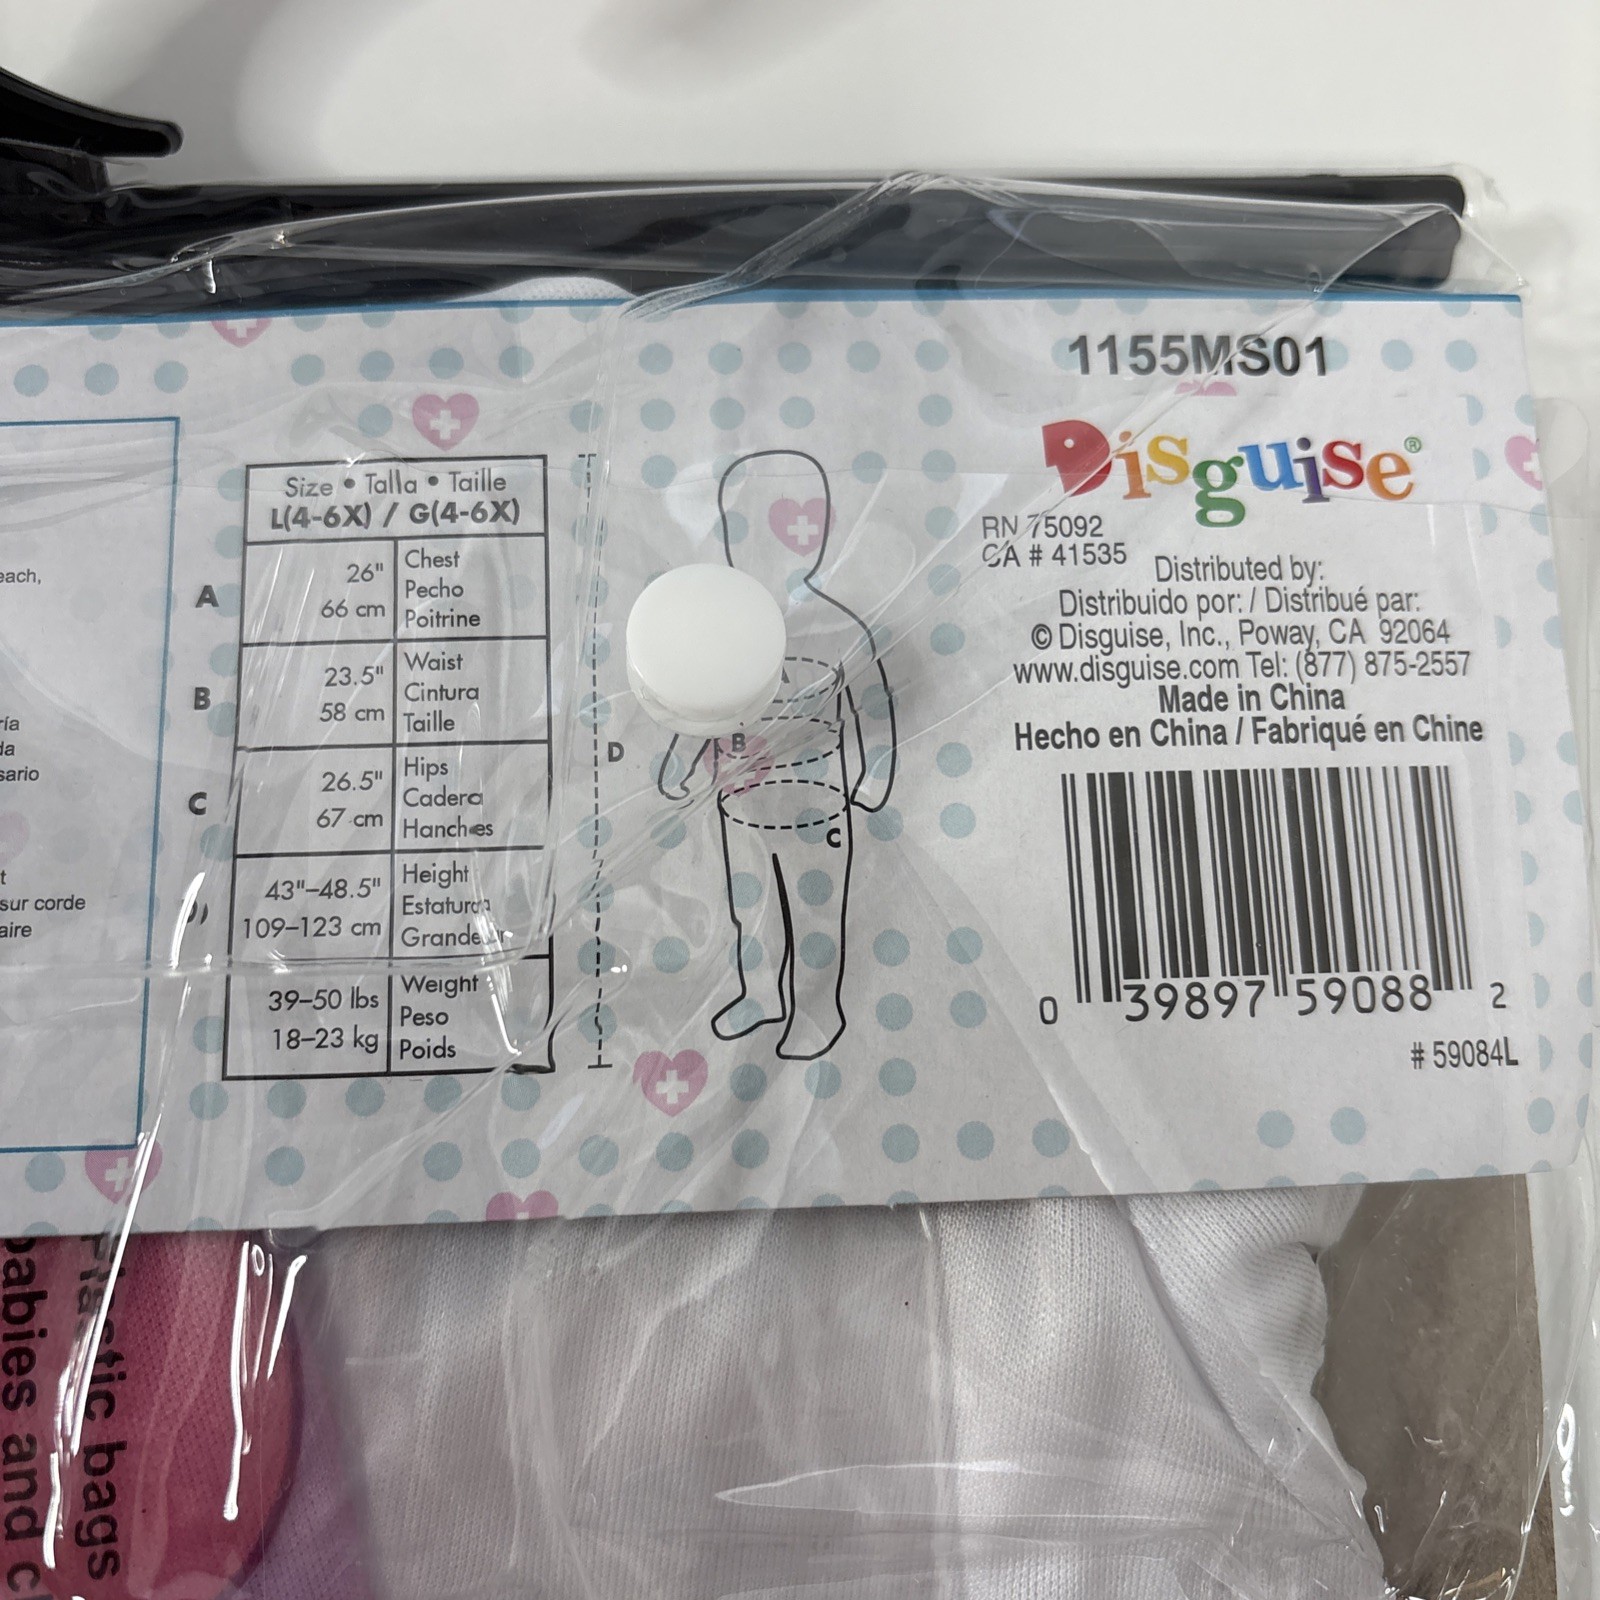 1155MS01
Disguise®
RN 75092
CA # 41535
Distributed by:
Distribuido por: / Distribué par:
© Disguise, Inc., Poway, CA 92064
www.disguise.com Tel: (877) 875-2557
Made in China
Hecho en China / Fabriqué en Chine
0 39897 59088 2
# 59084L
Size • Talla • Taille
L(4-6X) / G(4-6X)
A
26"
66 cm
Chest
Pecho
Poitrine
B
23.5"
58 cm
Waist
Cintura
Taille
C
26.5"
67 cm
Hips
Cadera
Hanches
43"–48.5"
109–123 cm
Height
Estatura
Grandeur
39–50 lbs
18–23 kg
Weight
Peso
Poids
D
A
B
C
each,
sur corde
Plastic bags
babies and